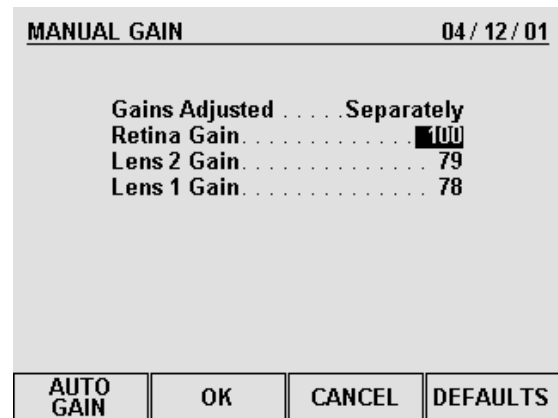 MANUAL GAIN 04 / 12 / 01
Gains Adjusted . . . . . Separately
Retina Gain. . . . . . . . . . . . . . 100
Lens 2 Gain. . . . . . . . . . . . . . . 79
Lens 1 Gain. . . . . . . . . . . . . . . 78
AUTO GAIN OK CANCEL DEFAULTS